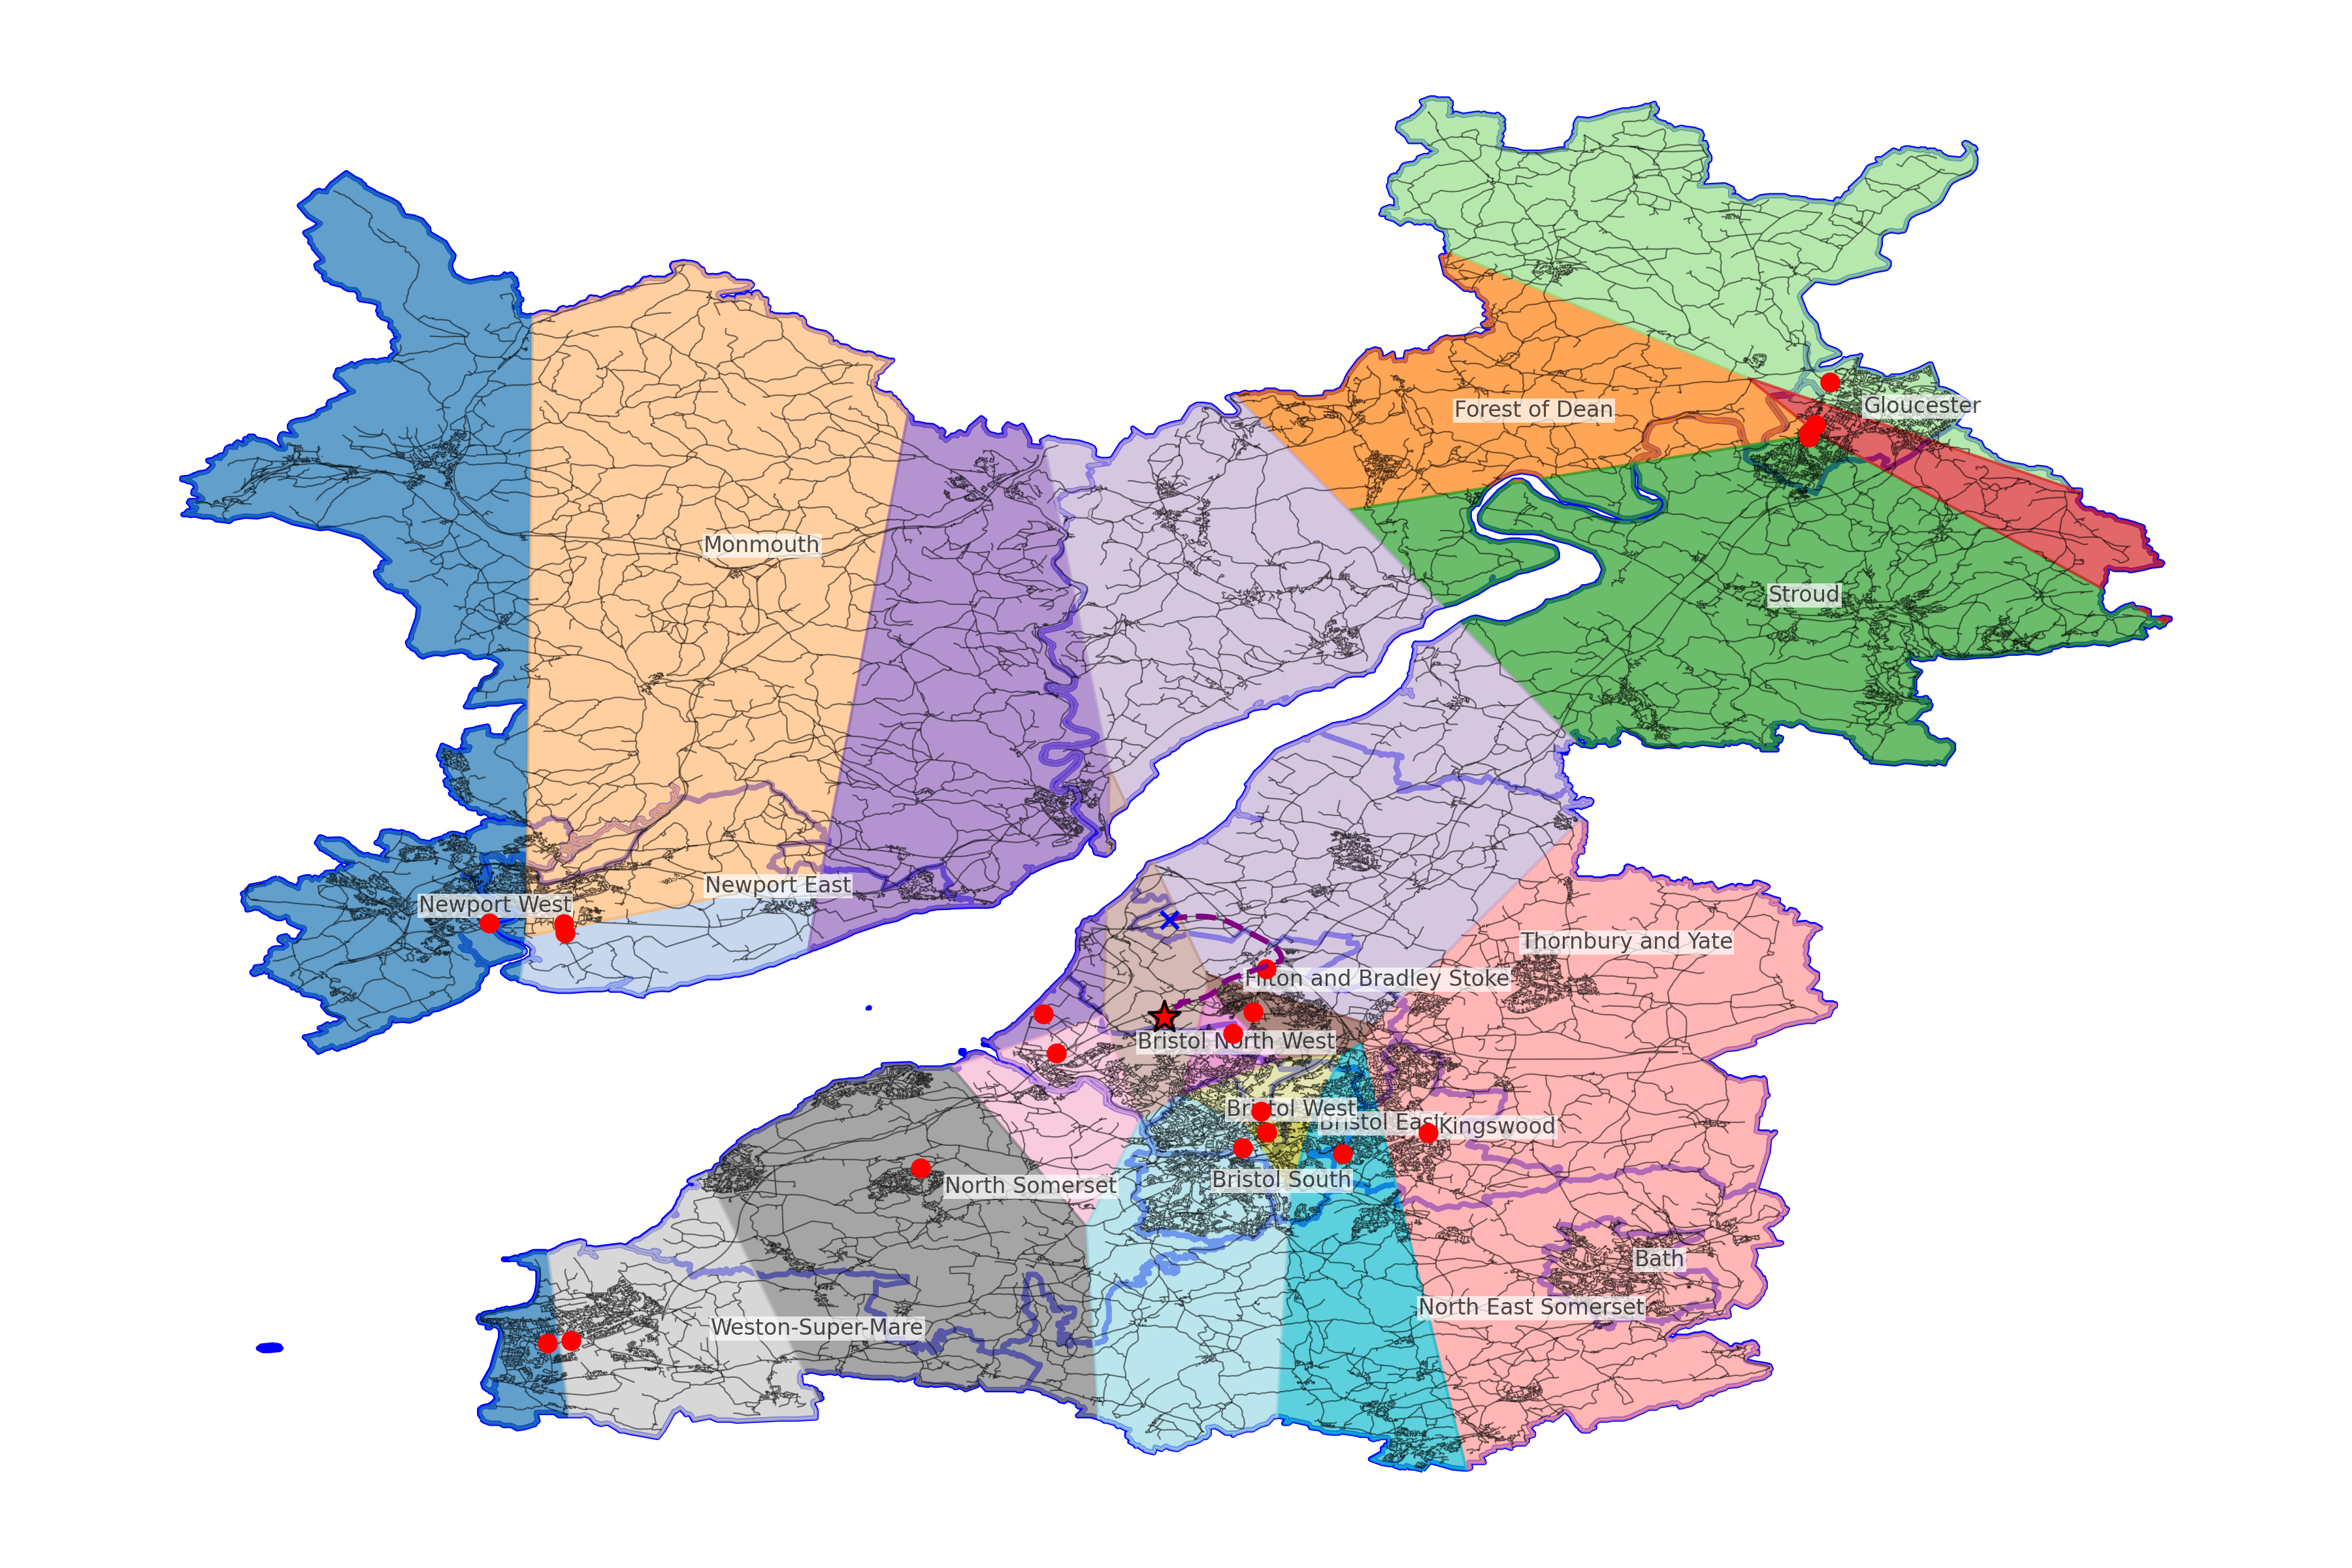 Forest of Dean
Gloucester
Monmouth
Stroud
Newport East
Newport West
Thornbury and Yate
Filton and Bradley Stoke
Bristol North West
Bristol West
Bristol East
Kingswood
Bristol South
North Somerset
Bath
North East Somerset
Weston-Super-Mare